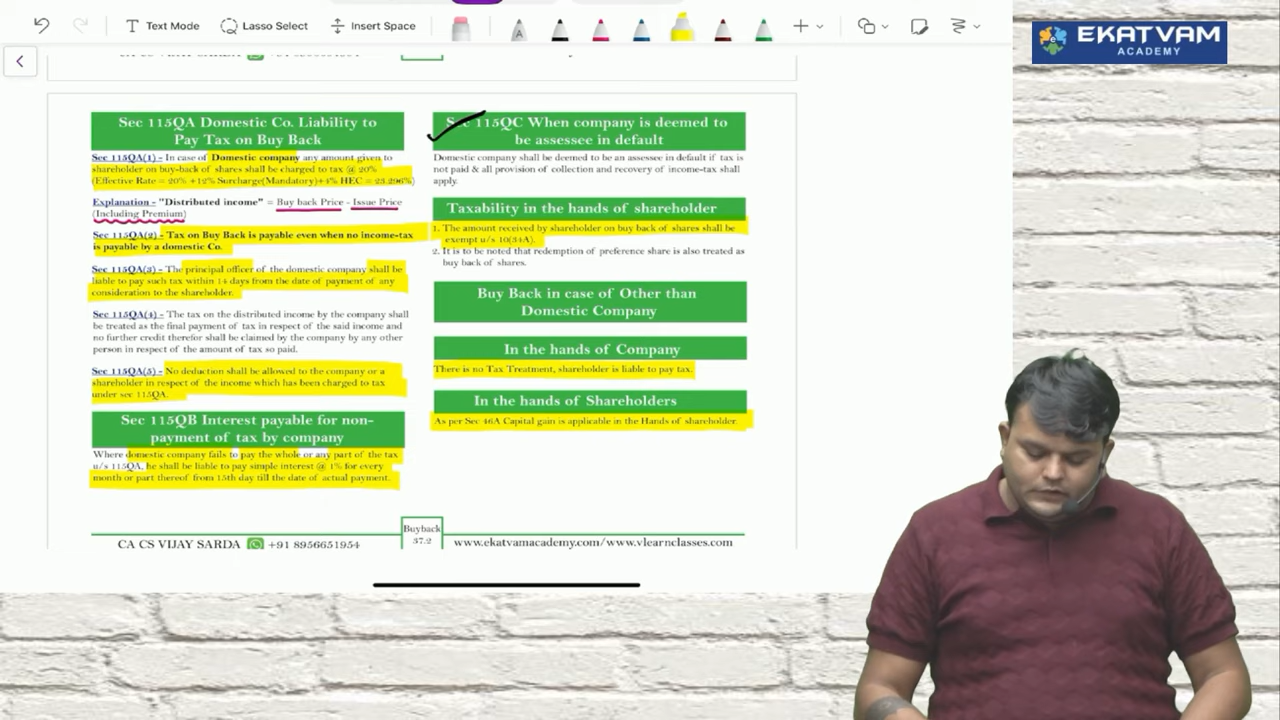 Text Mode
Lasso Select
Insert Space
EKATVAM
ACADEMY
Sec 115QA Domestic Co. Liability to
Pay Tax on Buy Back
Sec 115QA(1) - In case of Domestic company any amount given to
shareholder on buy-back of shares shall be charged to tax @ 20%
(Effective Rate = 20% +12% Surcharge(Mandatory)+4% HEC = 23.296%)
Explanation - "Distributed income" = Buy back Price - Issue Price
(Including Premium)
Sec 115QA(2) - Tax on Buy Back is payable even when no income-tax
is payable by a domestic Co.
Sec 115QA(3) - The principal officer of the domestic company shall be
liable to pay such tax within 14 days from the date of payment of any
consideration to the shareholder.
Sec 115QA(4) - The tax on the distributed income by the company shall
be treated as the final payment of tax in respect of the said income and
no further credit therefor shall be claimed by the company by any other
person in respect of the amount of tax so paid.
Sec 115QA(5) - No deduction shall be allowed to the company or a
shareholder in respect of the income which has been charged to tax
under sec 115QA.
Sec 115QB Interest payable for non-
payment of tax by company
Where domestic company fails to pay the whole or any part of the tax
u/s 115QA, he shall be liable to pay simple interest @ 1% for every
month or part thereof from 15th day till the date of actual payment.
Sec 115QC When company is deemed to
be assessee in default
Domestic company shall be deemed to be an assessee in default if tax is
not paid & all provision of collection and recovery of income-tax shall
apply.
Taxability in the hands of shareholder
1. The amount received by shareholder on buy back of shares shall be
exempt u/s 10(34A).
2. It is to be noted that redemption of preference share is also treated as
buy back of shares.
Buy Back in case of Other than
Domestic Company
In the hands of Company
There is no Tax Treatment, shareholder is liable to pay tax.
In the hands of Shareholders
As per Sec 46A Capital gain is applicable in the Hands of shareholder.
CA CS VIJAY SARDA +91 8956651954
Buyback
37.2
www.ekatvamacademy.com/www.vlearnclasses.com